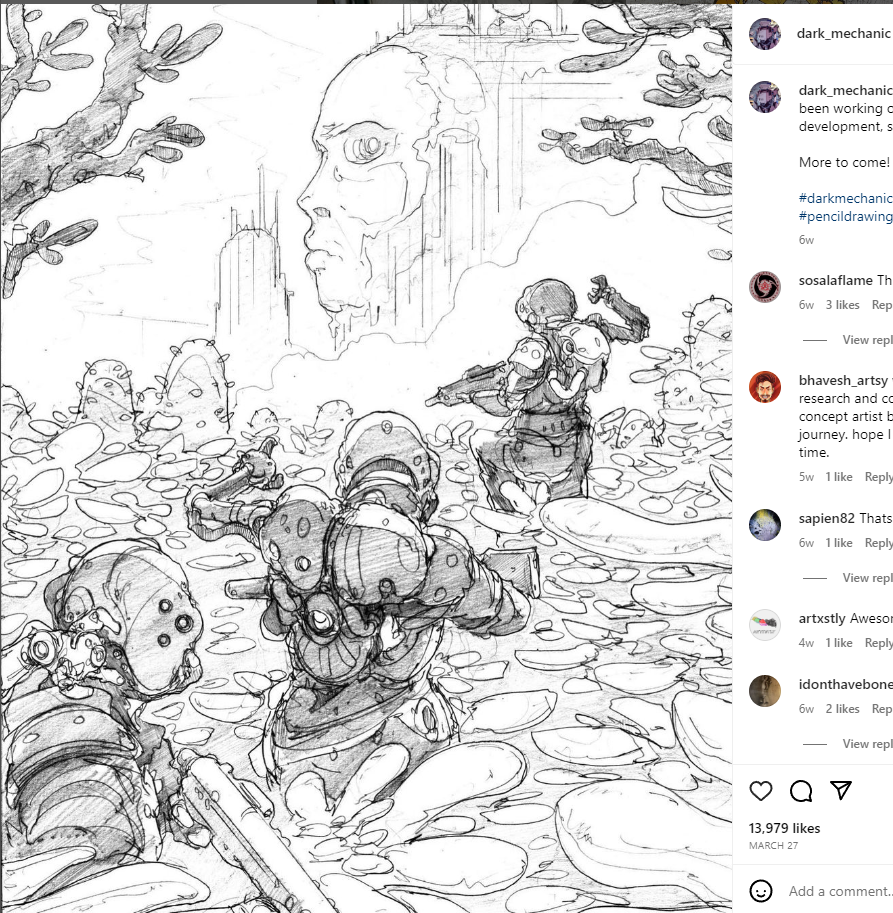 dark_mechanic
dark_mechanic
been working o
development, s
More to come!
#darkmechanic
#pencildrawing
6w
sosalaflame Th
6w 3 likes Rep
View repl
bhavesh_artsy
research and co
concept artist b
journey. hope I
time.
5w 1 like Reply
sapien82 Thats
6w 1 like Reply
View repl
artxstly Awesor
4w 1 like Reply
idonthavebone
6w 2 likes Rep
View repl
13,979 likes
MARCH 27
Add a comment..